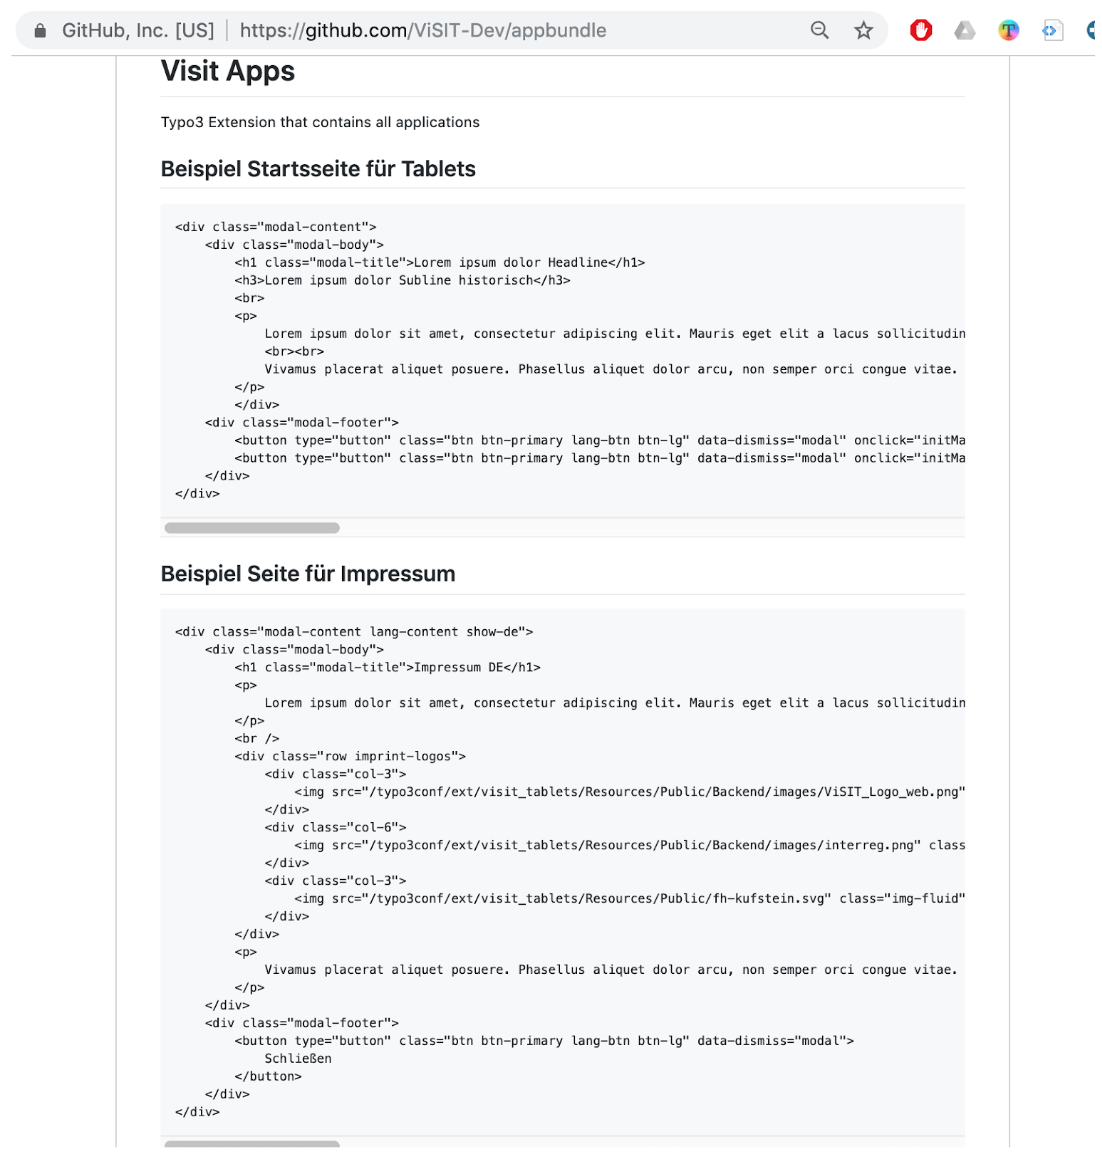 GitHub, Inc. [US] | https://github.com/ViSIT-Dev/appbundle
Visit Apps
Typo3 Extension that contains all applications
Beispiel Startsseite für Tablets
<div class="modal-content">
    <div class="modal-body">
        <h1 class="modal-title">Lorem ipsum dolor Headline</h1>
        <h3>Lorem ipsum dolor Subline historisch</h3>
        <br>
        <p>
            Lorem ipsum dolor sit amet, consectetur adipiscing elit. Mauris eget elit a lacus sollicitudin
            <br><br>
            Vivamus placerat aliquet posuere. Phasellus aliquet dolor arcu, non semper orci congue vitae.
        </p>
        </div>
    <div class="modal-footer">
        <button type="button" class="btn btn-primary lang-btn btn-lg" data-dismiss="modal" onclick="initMa
        <button type="button" class="btn btn-primary lang-btn btn-lg" data-dismiss="modal" onclick="initMa
    </div>
</div>
Beispiel Seite für Impressum
<div class="modal-content lang-content show-de">
    <div class="modal-body">
        <h1 class="modal-title">Impressum DE</h1>
        <p>
            Lorem ipsum dolor sit amet, consectetur adipiscing elit. Mauris eget elit a lacus sollicitudin
        </p>
        <br />
        <div class="row imprint-logos">
            <div class="col-3">
                <img src="/typo3conf/ext/visit_tablets/Resources/Public/Backend/images/ViSIT_Logo_web.png"
            </div>
            <div class="col-6">
                <img src="/typo3conf/ext/visit_tablets/Resources/Public/Backend/images/interreg.png" class
            </div>
            <div class="col-3">
                <img src="/typo3conf/ext/visit_tablets/Resources/Public/fh-kufstein.svg" class="img-fluid"
            </div>
        </div>
        <p>
            Vivamus placerat aliquet posuere. Phasellus aliquet dolor arcu, non semper orci congue vitae.
        </p>
    </div>
    <div class="modal-footer">
        <button type="button" class="btn btn-primary lang-btn btn-lg" data-dismiss="modal">
            Schließen
        </button>
    </div>
</div>